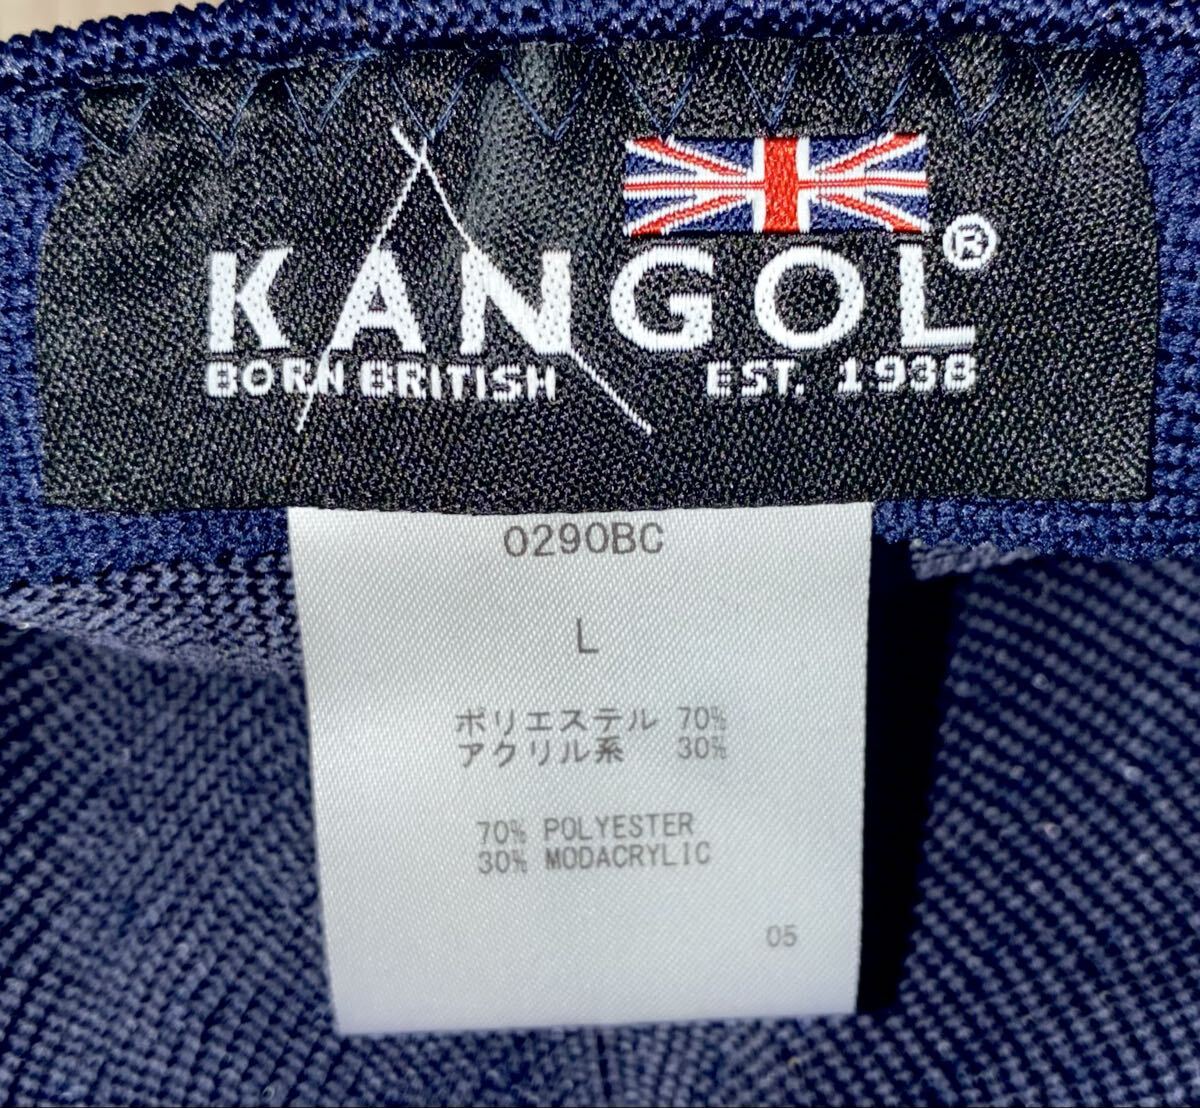 KANGOL®
BORN BRITISH EST. 1938
0290BC
L
ポリエステル 70%
アクリル系 30%
70% POLYESTER
30% MODACRYLIC
05